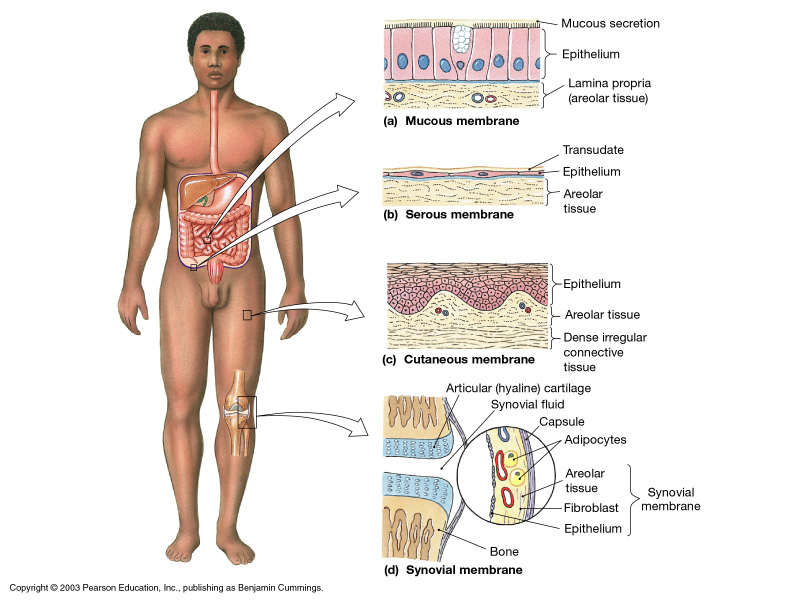 Mucous secretion
Epithelium
Lamina propria
(areolar tissue)
(a) Mucous membrane
Transudate
Epithelium
Areolar
tissue
(b) Serous membrane
Epithelium
Areolar tissue
Dense irregular
connective
tissue
(c) Cutaneous membrane
Articular (hyaline) cartilage
Synovial fluid
Capsule
Adipocytes
Areolar
tissue
Synovial
membrane
Fibroblast
Epithelium
Bone
(d) Synovial membrane
Copyright © 2003 Pearson Education, Inc., publishing as Benjamin Cummings.